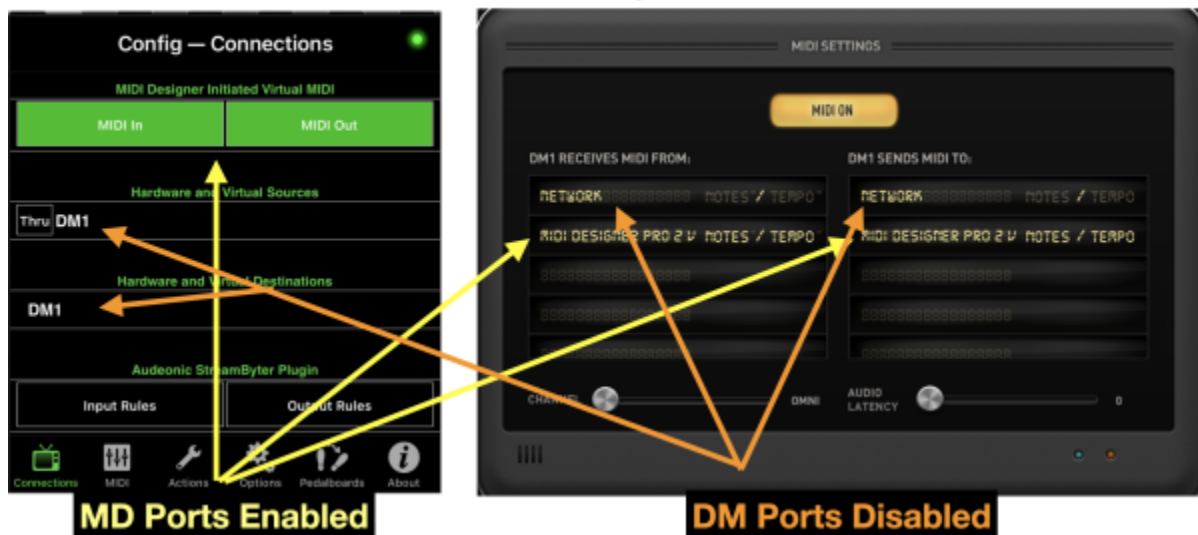 Config — Connections
MIDI Designer Initiated Virtual MIDI
MIDI In MIDI Out
Hardware and Virtual Sources
Thru DM1
Hardware and Virtual Destinations
DM1
Audeonic StreamByter Plugin
Input Rules Output Rules
Connections MIDI Actions Options Pedalboards About
MD Ports Enabled
MIDI SETTINGS
MIDI ON
DM1 RECEIVES MIDI FROM:
NETWORK NOTES / TEMPO
MIDI DESIGNER PRO 2 V NOTES / TEMPO
DM1 SENDS MIDI TO:
NETWORK NOTES / TEMPO
MIDI DESIGNER PRO 2 V NOTES / TEMPO
CHANNEL OMNI
AUDIO LATENCY 0
DM Ports Disabled